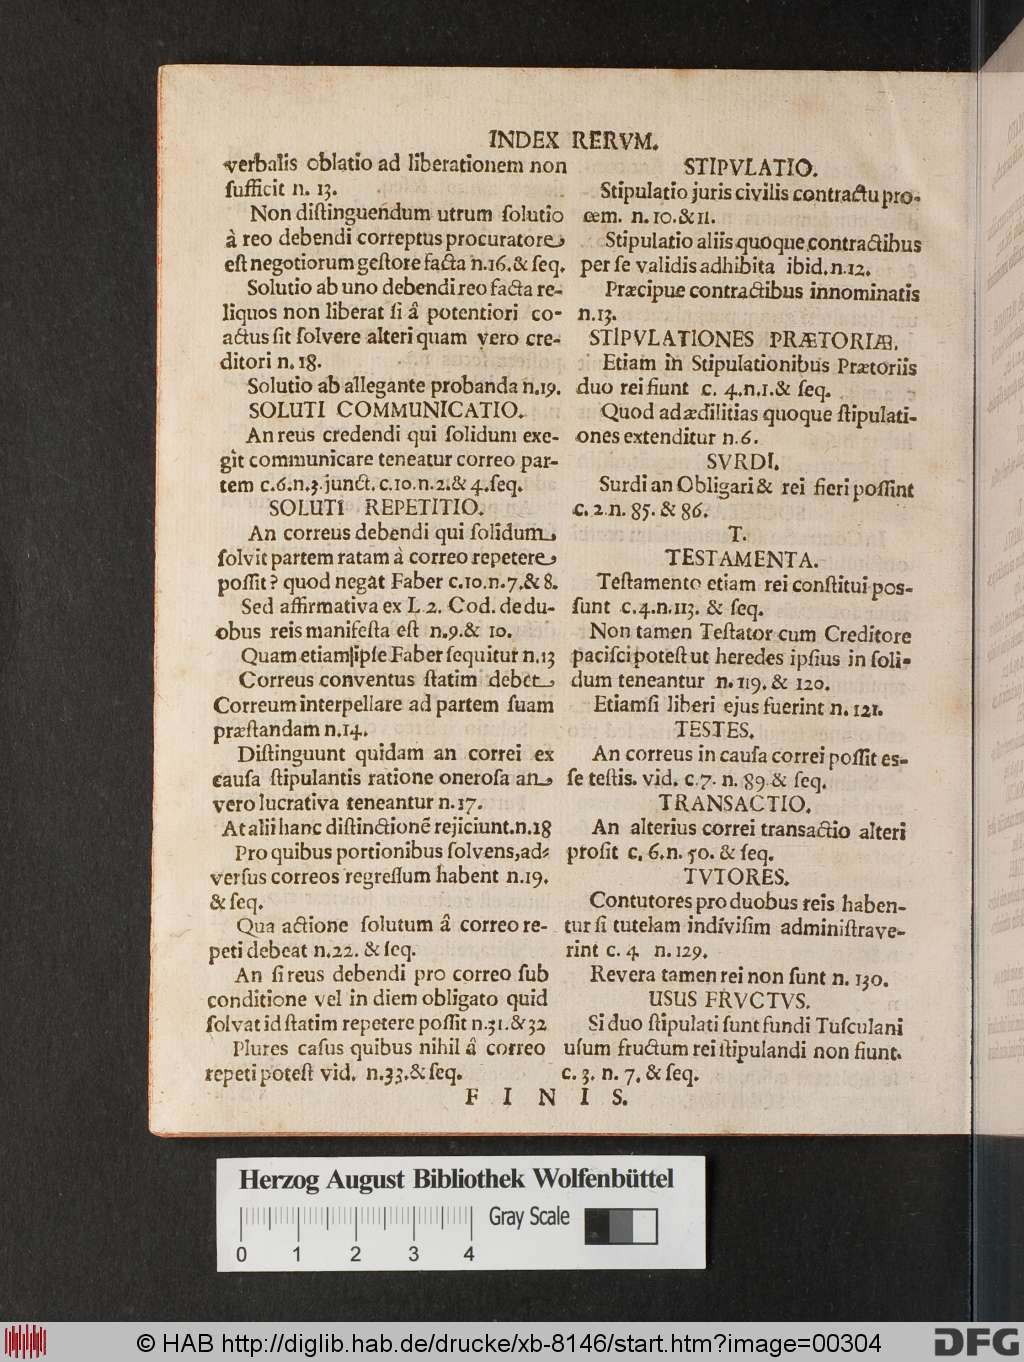 INDEX RERVM.
verbalis oblatio ad liberationem non
ſufficit n. 13.
Non diſtinguendum utrum ſolutio
à reo debendi correptus procuratore
eſt negotiorum geſtore facta n.16.& ſeq.
Solutio ab uno debendi reo facta re-
liquos non liberat ſi â potentiori co-
actus ſit ſolvere alteri quam vero cre-
ditori n. 18.
Solutio ab allegante probanda n.19.
SOLUTI COMMUNICATIO.
An reus credendi qui ſolidum exe-
gìt communicare teneatur correo par-
tem c.6.n.3.junct. c.10.n.2.& 4.ſeq.
SOLUTI REPETITIO.
An correus debendi qui ſolidum
ſolvit partem ratam à correo repetere
poſſit? quod negat Faber c.10.n.7.& 8.
Sed affirmativa ex L 2. Cod. de du-
obus reis manifeſta eſt n.9.& 10.
Quam etiam ipſe Faber ſequitur n.13
Correus conventus ſtatim debet
Correum interpellare ad partem ſuam
præſtandam n.14.
Diſtinguunt quidam an correi ex
cauſa ſtipulantis ratione oneroſa an
vero lucrativa teneantur n.17.
At alii hanc diſtinctionē rejiciunt.n.18
Pro quibus portionibus ſolvens,ad-
verſus correos regreſſum habent n.19.
& ſeq.
Qua actione ſolutum â correo re-
peti debeat n.22. & ſeq.
An ſi reus debendi pro correo ſub
conditione vel in diem obligato quid
ſolvat id ſtatim repetere poſſit n.31.& 32
Plures caſus quibus nihil â correo
repeti poteſt vid. n.33.& ſeq.
STIPVLATIO.
Stipulatio juris civilis contractu pro-
œm. n. 10.& 11.
Stipulatio aliis quoque contractibus
per ſe validis adhibita ibid. n.12.
Præcipue contractibus innominatis
n.13.
STIPVLATIONES PRÆTORIÆ.
Etiam in Stipulationibus Prætoriis
duo rei fiunt c. 4.n.1.& ſeq.
Quod ad ædilitias quoque ſtipulati-
ones extenditur n.6.
SVRDI.
Surdi an Obligari & rei fieri poſſint
c. 2 n. 85. & 86.
T.
TESTAMENTA.
Teſtamento etiam rei conſtitui poſ-
ſunt c.4.n.113. & ſeq.
Non tamen Teſtator cum Creditore
paciſci poteſt ut heredes ipſius in ſoli-
dum teneantur n. 119. & 120.
Etiamſi liberi ejus fuerint n. 121.
TESTES.
An correus in cauſa correi poſſit eſ-
ſe teſtis. vid. c.7. n. 89 & ſeq.
TRANSACTIO.
An alterius correi transactio alteri
proſit c. 6.n. 50. & ſeq.
TVTORES.
Contutores pro duobus reis haben-
tur ſi tutelam indiviſim adminiſtrave-
rint c. 4 n. 129.
Revera tamen rei non ſunt n. 130.
USUS FRVCTVS.
Si duo ſtipulati ſunt fundi Tuſculani
uſum fructum rei ſtipulandi non fiunt.
c. 3. n. 7. & ſeq.
F I N I S.
Herzog August Bibliothek Wolfenbüttel
Gray Scale
0 1 2 3 4
© HAB http://diglib.hab.de/drucke/xb-8146/start.htm?image=00304
DFG